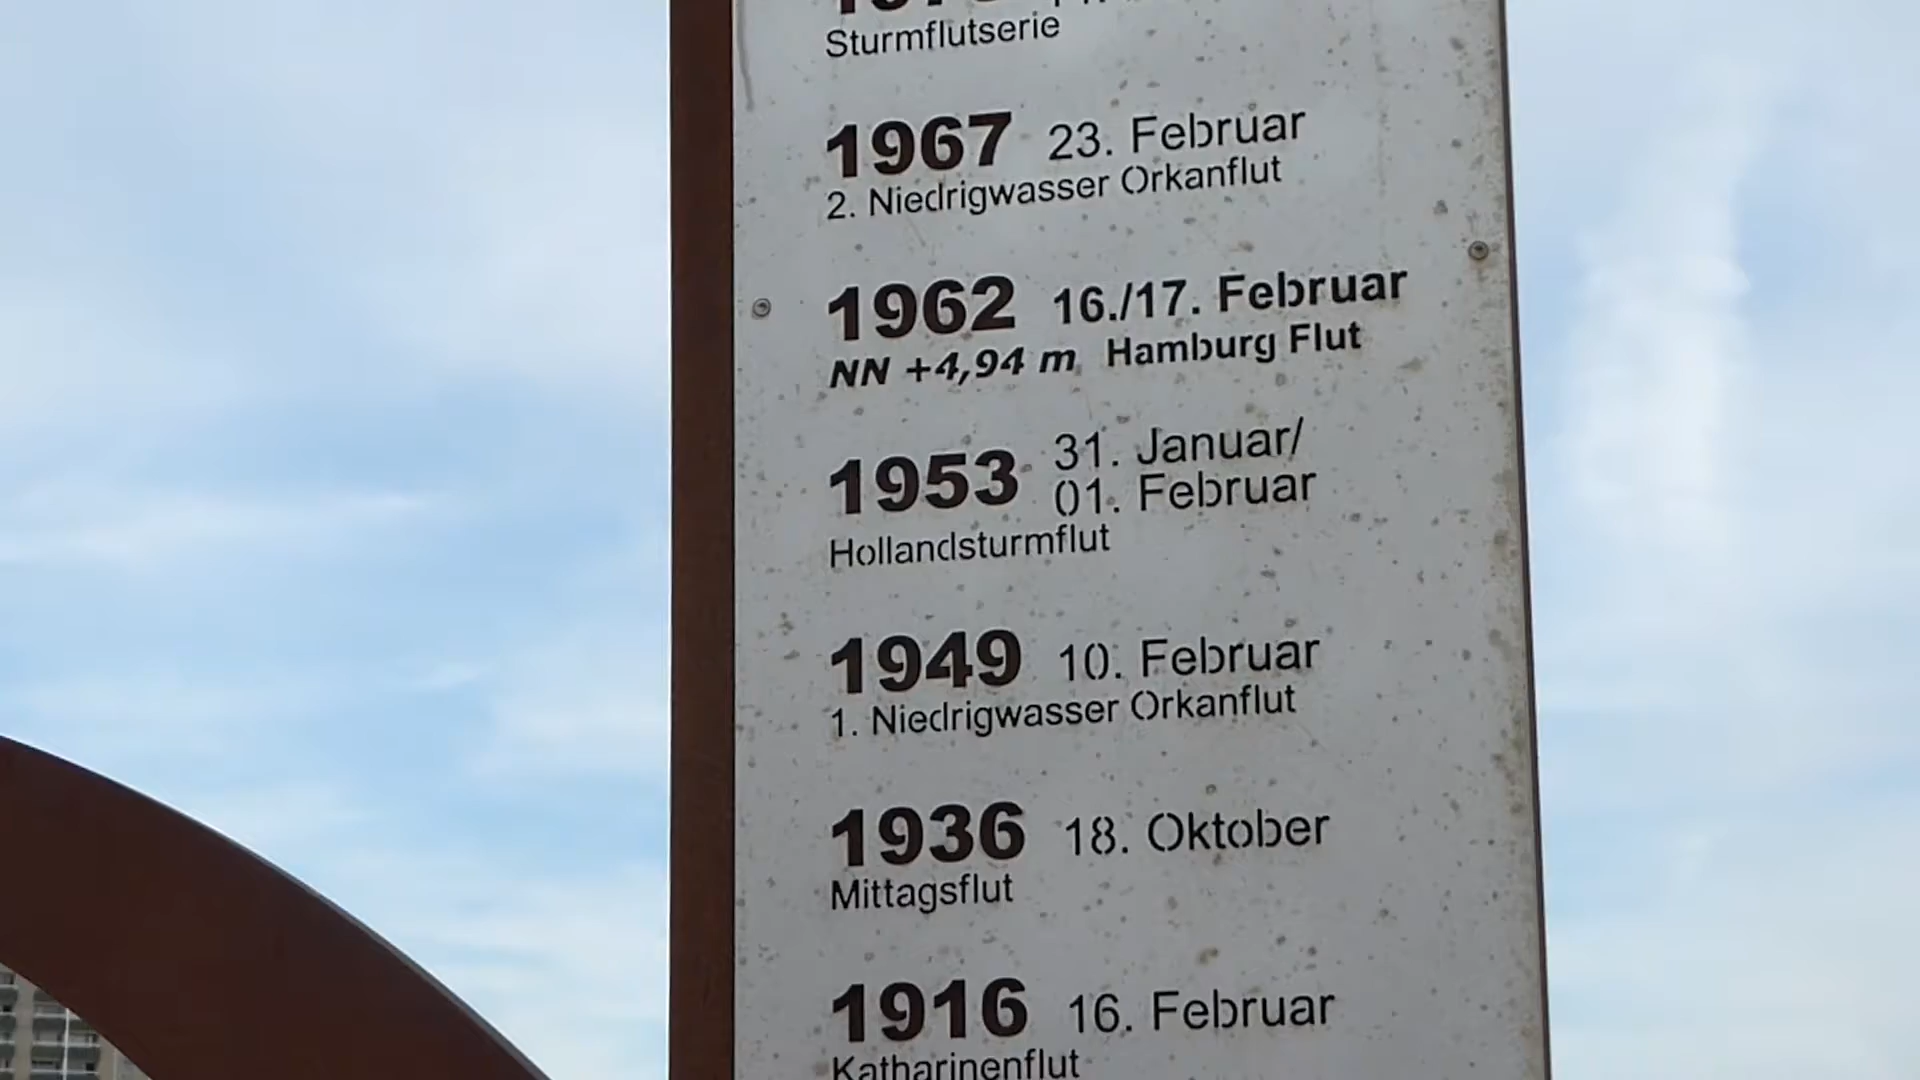 Sturmflutserie
1967 23. Februar
2. Niedrigwasser Orkanflut
1962 16./17. Februar
NN +4,94 m Hamburg Flut
1953 31. Januar/
01. Februar
Hollandsturmflut
1949 10. Februar
1. Niedrigwasser Orkanflut
1936 18. Oktober
Mittagsflut
1916 16. Februar
Katharinenflut